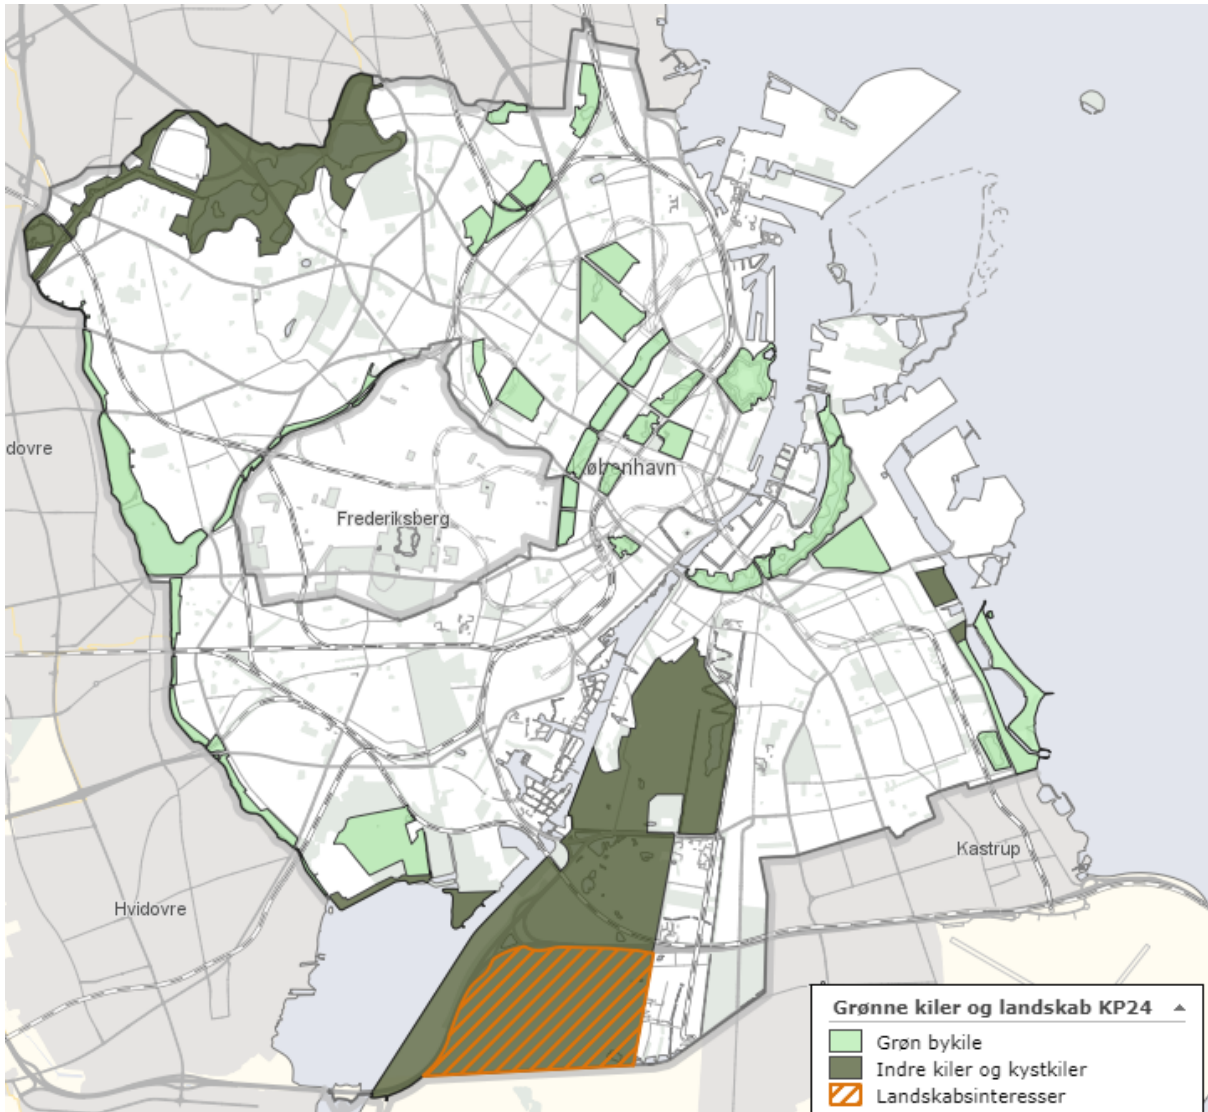 dovre
København
Frederiksberg
Kastrup
Hvidovre
Grønne kiler og landskab KP24
Grøn bykile
Indre kiler og kystkiler
Landskabsinteresser